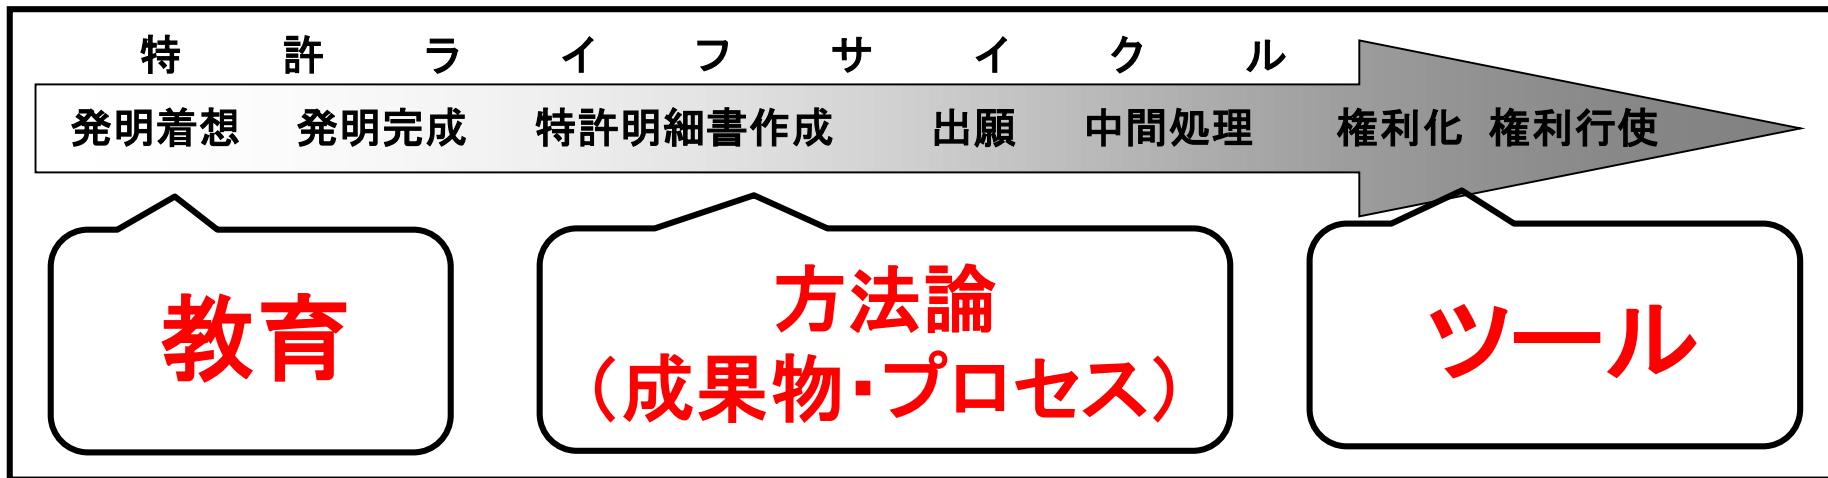 特許ライフサイクル
発明着想 発明完成 特許明細書作成 出願 中間処理 権利化 権利行使
教育
方法論
（成果物・プロセス）
ツール